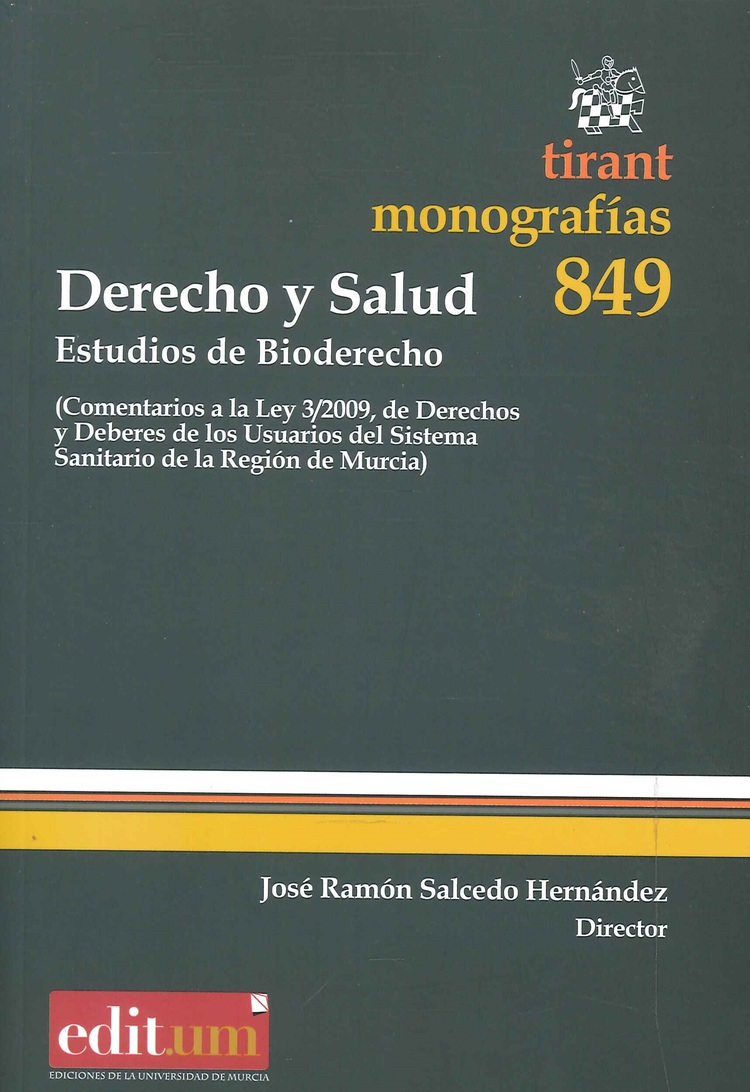 tirant
monografías
849
Derecho y Salud
Estudios de Bioderecho
(Comentarios a la Ley 3/2009, de Derechos
y Deberes de los Usuarios del Sistema
Sanitario de la Región de Murcia)
José Ramón Salcedo Hernández
Director
edit.um
EDICIONES DE LA UNIVERSIDAD DE MURCIA